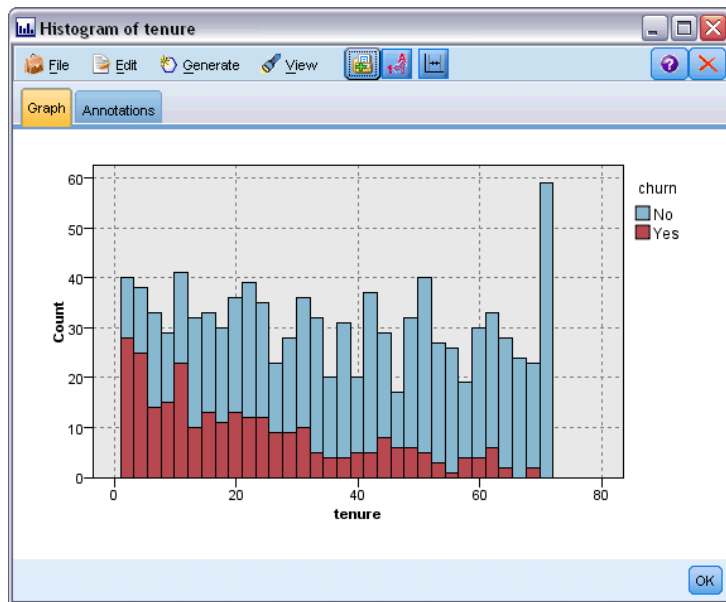 Histogram of tenure
File Edit Generate View
Graph Annotations
churn
No
Yes
60
50
40
30
20
10
0
Count
0 20 40 60 80
tenure
OK